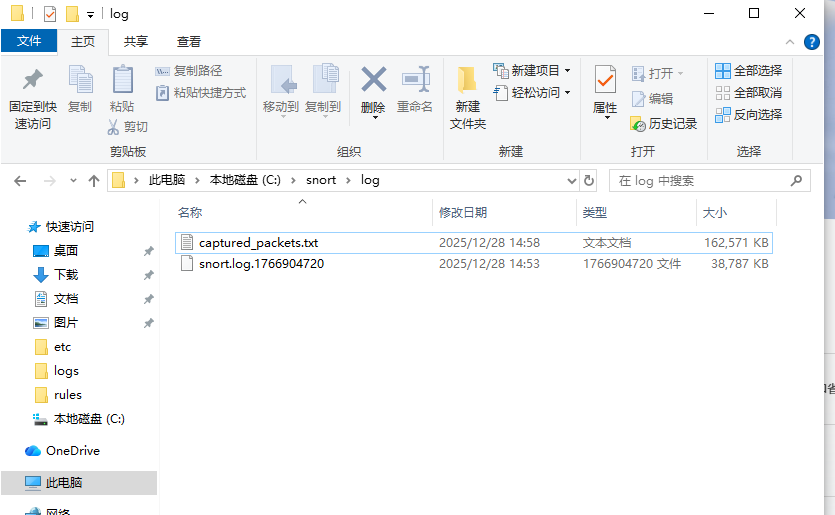 log
文件 主页 共享 查看
固定到快速访问
复制
粘贴
复制路径
粘贴快捷方式
剪切
剪贴板
移动到
复制到
删除
重命名
组织
新建
文件夹
新建项目
轻松访问
新建
属性
打开
编辑
历史记录
打开
全部选择
全部取消
反向选择
选择
此电脑 本地磁盘 (C:) snort log
在 log 中搜索
名称 修改日期 类型 大小
captured_packets.txt 2025/12/28 14:58 文本文档 162,571 KB
snort.log.1766904720 2025/12/28 14:53 1766904720 文件 38,787 KB
快速访问
桌面
下载
文档
图片
etc
logs
rules
本地磁盘 (C:)
OneDrive
此电脑
网络